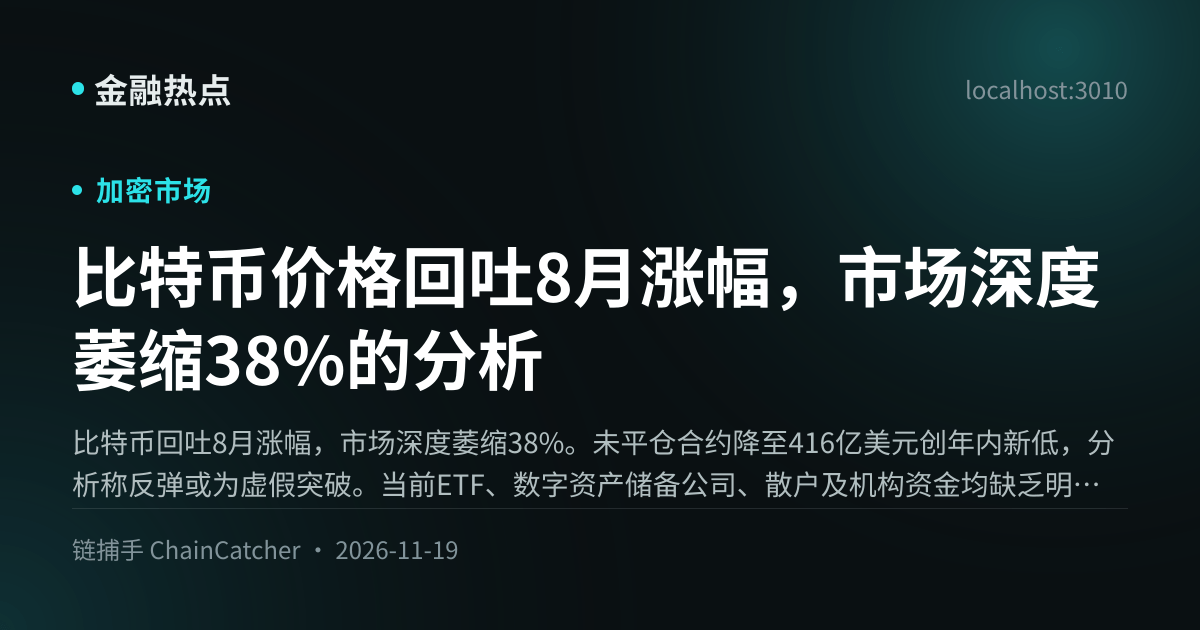 金融热点
localhost:3010
加密市场
比特币价格回吐8月涨幅，市场深度
萎缩38%的分析
比特币回吐8月涨幅，市场深度萎缩38%。未平仓合约降至416亿美元创年内新低，分
析称反弹或为虚假突破。当前ETF、数字资产储备公司、散户及机构资金均缺乏明…
链捕手 ChainCatcher • 2026-11-19